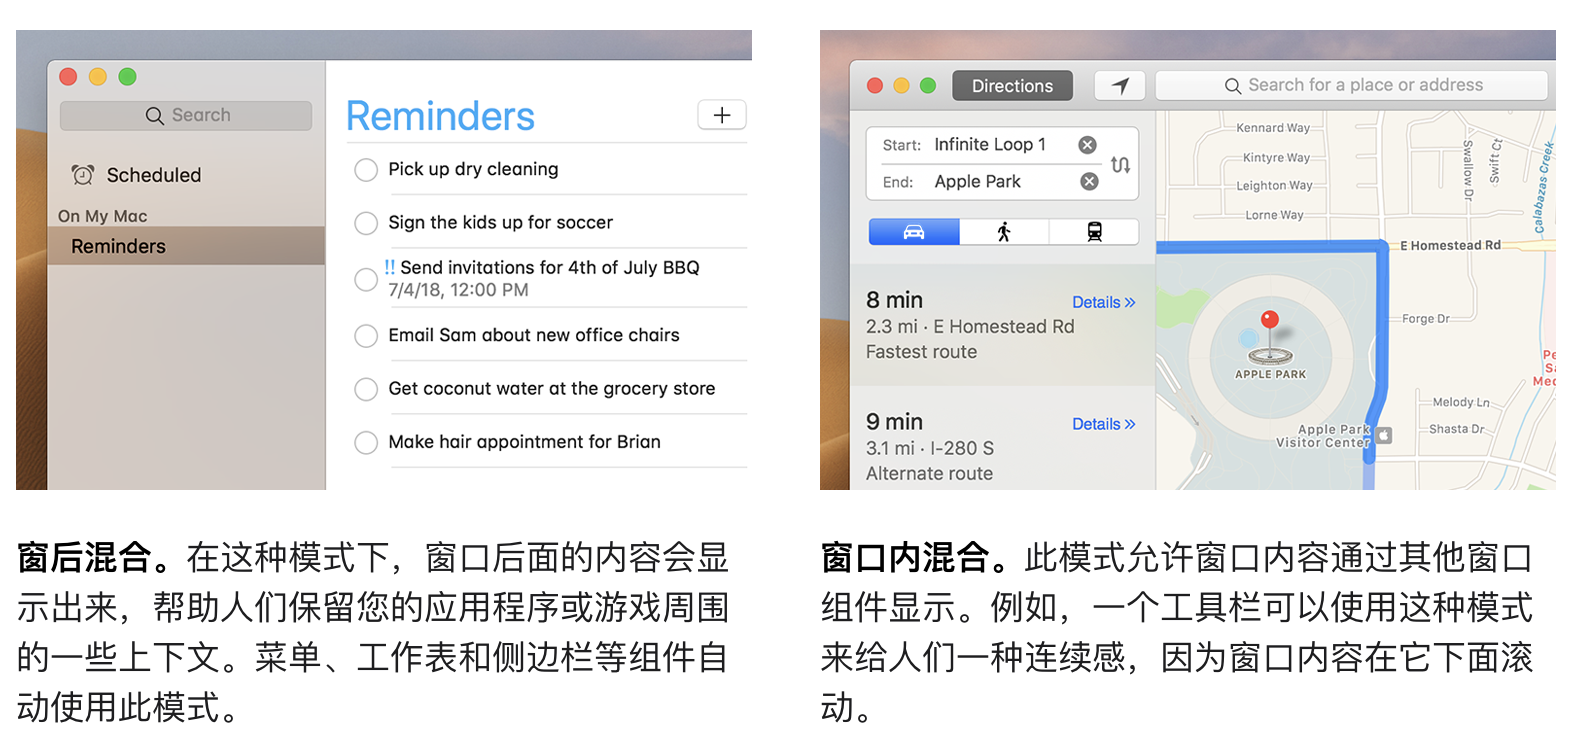 Search
Scheduled
On My Mac
Reminders
Reminders
Pick up dry cleaning
Sign the kids up for soccer
!! Send invitations for 4th of July BBQ
7/4/18, 12:00 PM
Email Sam about new office chairs
Get coconut water at the grocery store
Make hair appointment for Brian
窗后混合。在这种模式下，窗口后面的内容会显
示出来，帮助人们保留您的应用程序或游戏周围
的一些上下文。菜单、工作表和侧边栏等组件自
动使用此模式。
Directions
Search for a place or address
Start: Infinite Loop 1
End: Apple Park
8 min
Details »
2.3 mi · E Homestead Rd
Fastest route
9 min
Details »
3.1 mi · I-280 S
Alternate route
Kennard Way
Kintyre Way
Leighton Way
Lorne Way
Swallow Dr
Swift Ct
Calabazas Creek
E Homestead Rd
Forge Dr
APPLE PARK
Melody Ln
Shasta Dr
Apple Park
Visitor Center
窗口内混合。此模式允许窗口内容通过其他窗口
组件显示。例如，一个工具栏可以使用这种模式
来给人们一种连续感，因为窗口内容在它下面滚
动。